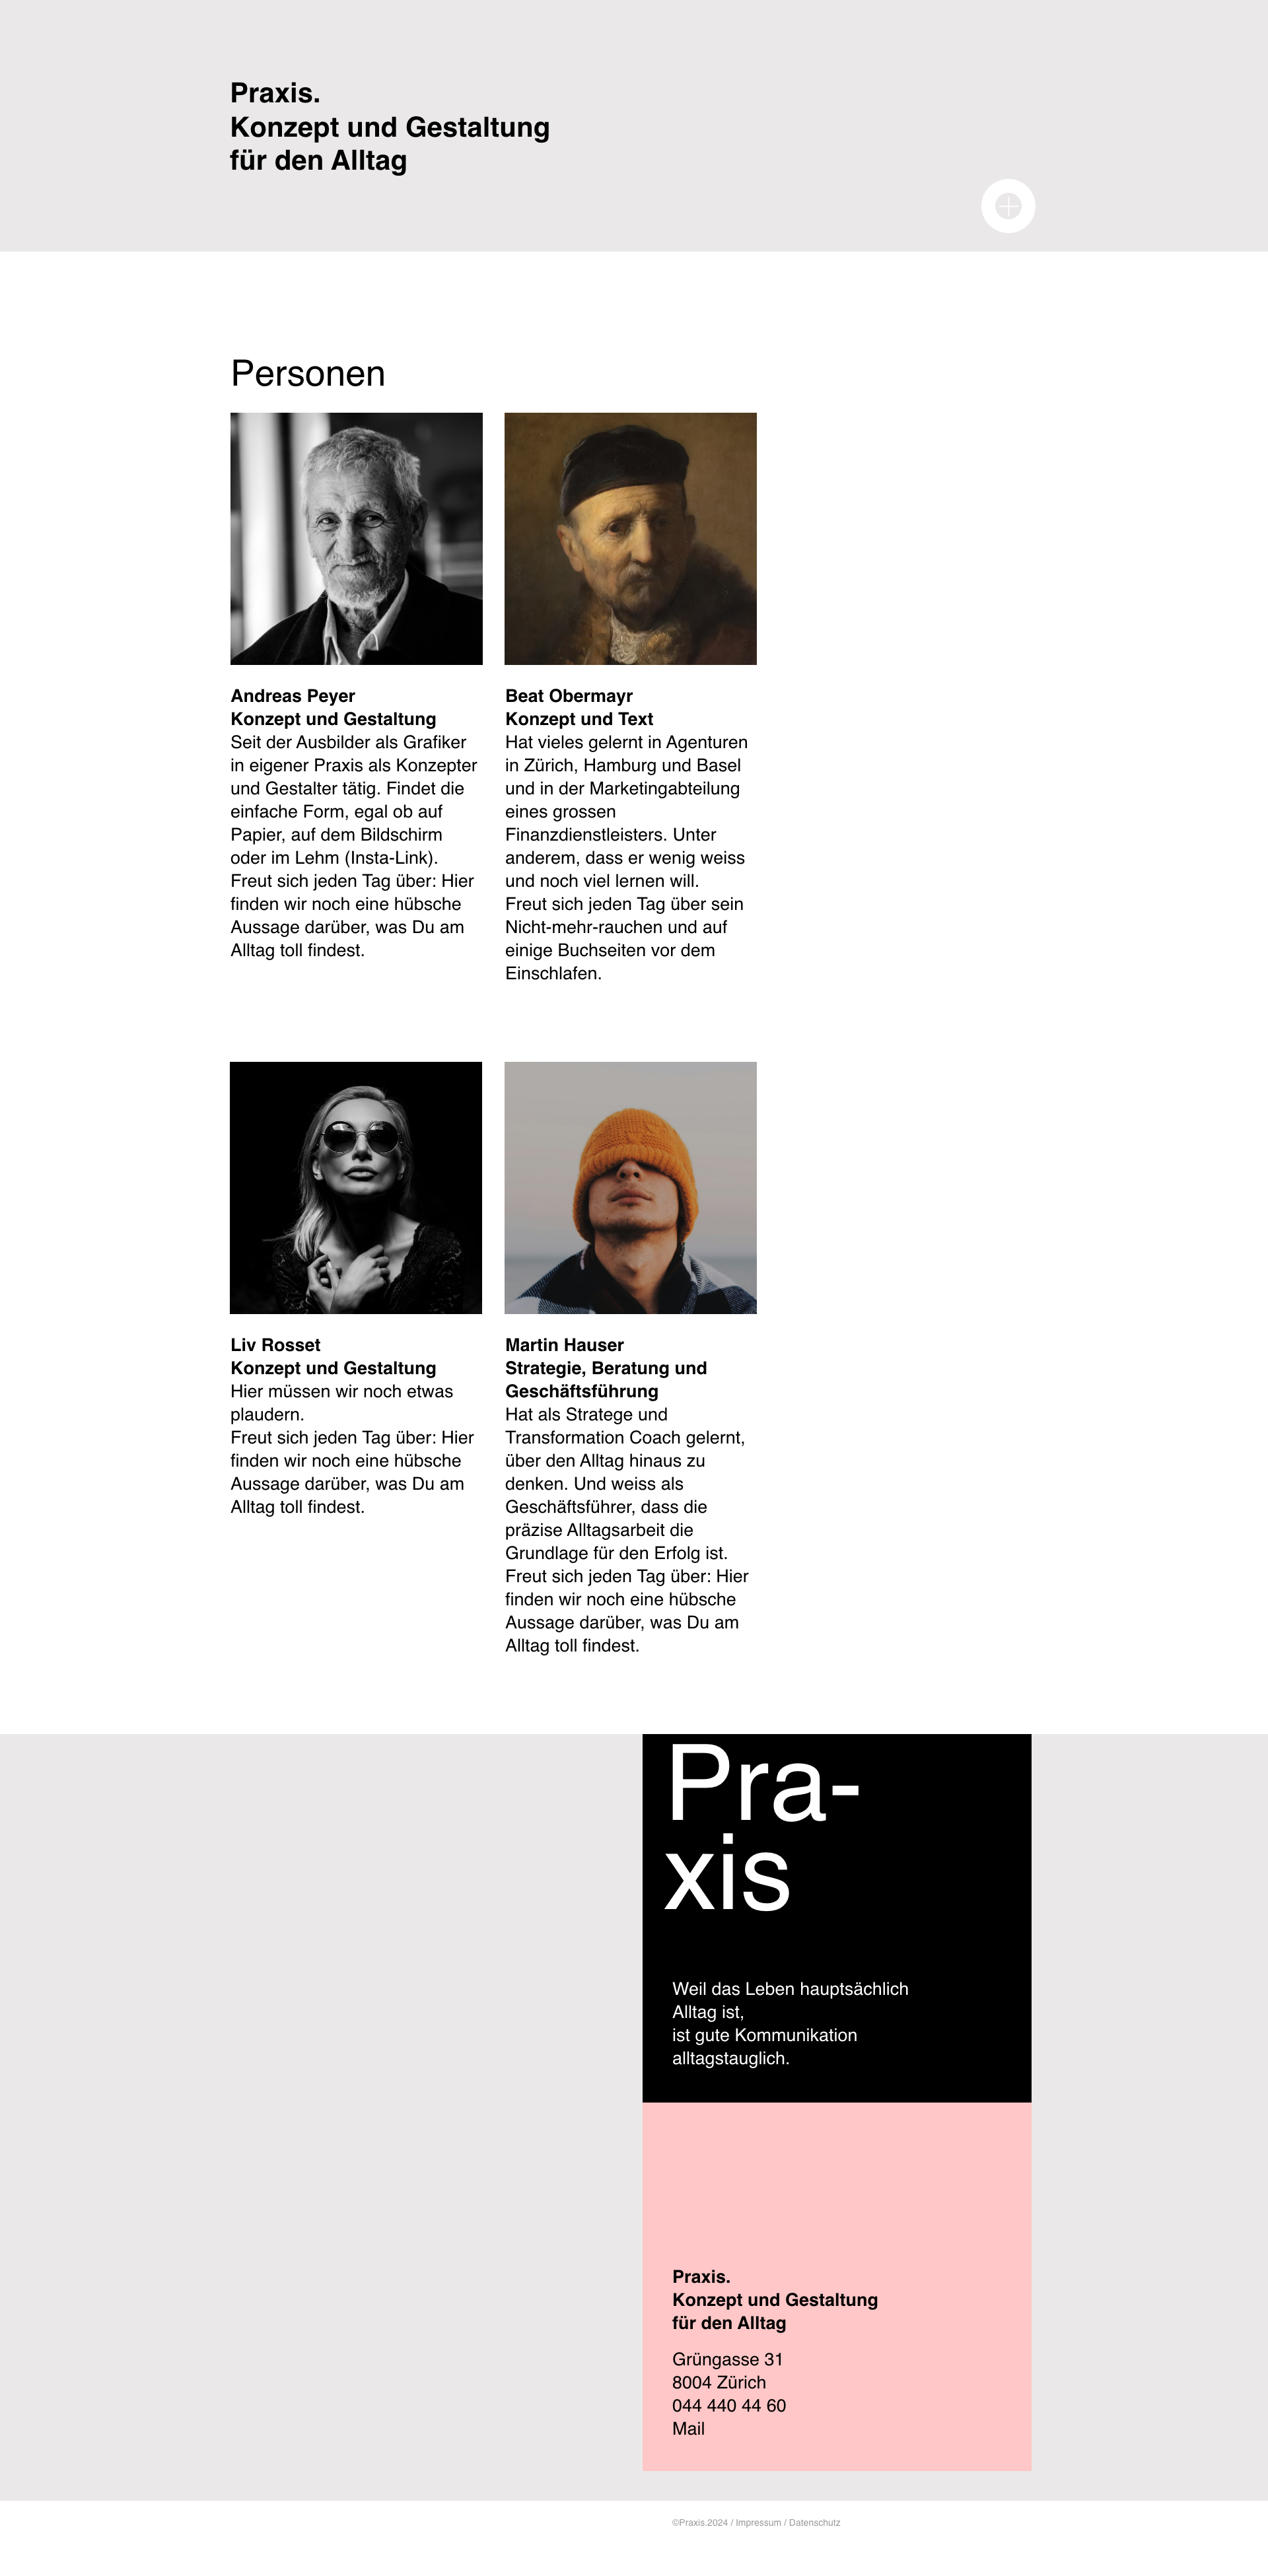 Praxis.
Konzept und Gestaltung
für den Alltag
Personen
Andreas Peyer
Konzept und Gestaltung
Seit der Ausbilder als Grafiker
in eigener Praxis als Konzepter
und Gestalter tätig. Findet die
einfache Form, egal ob auf
Papier, auf dem Bildschirm
oder im Lehm (Insta-Link).
Freut sich jeden Tag über: Hier
finden wir noch eine hübsche
Aussage darüber, was Du am
Alltag toll findest.
Beat Obermayr
Konzept und Text
Hat vieles gelernt in Agenturen
in Zürich, Hamburg und Basel
und in der Marketingabteilung
eines grossen
Finanzdienstleisters. Unter
anderem, dass er wenig weiss
und noch viel lernen will.
Freut sich jeden Tag über sein
Nicht-mehr-rauchen und auf
einige Buchseiten vor dem
Einschlafen.
Liv Rosset
Konzept und Gestaltung
Hier müssen wir noch etwas
plaudern.
Freut sich jeden Tag über: Hier
finden wir noch eine hübsche
Aussage darüber, was Du am
Alltag toll findest.
Martin Hauser
Strategie, Beratung und
Geschäftsführung
Hat als Stratege und
Transformation Coach gelernt,
über den Alltag hinaus zu
denken. Und weiss als
Geschäftsführer, dass die
präzise Alltagsarbeit die
Grundlage für den Erfolg ist.
Freut sich jeden Tag über: Hier
finden wir noch eine hübsche
Aussage darüber, was Du am
Alltag toll findest.
Pra-
xis
Weil das Leben hauptsächlich
Alltag ist,
ist gute Kommunikation
alltagstauglich.
Praxis.
Konzept und Gestaltung
für den Alltag
Grüngasse 31
8004 Zürich
044 440 44 60
Mail
©Praxis.2024 / Impressum / Datenschutz